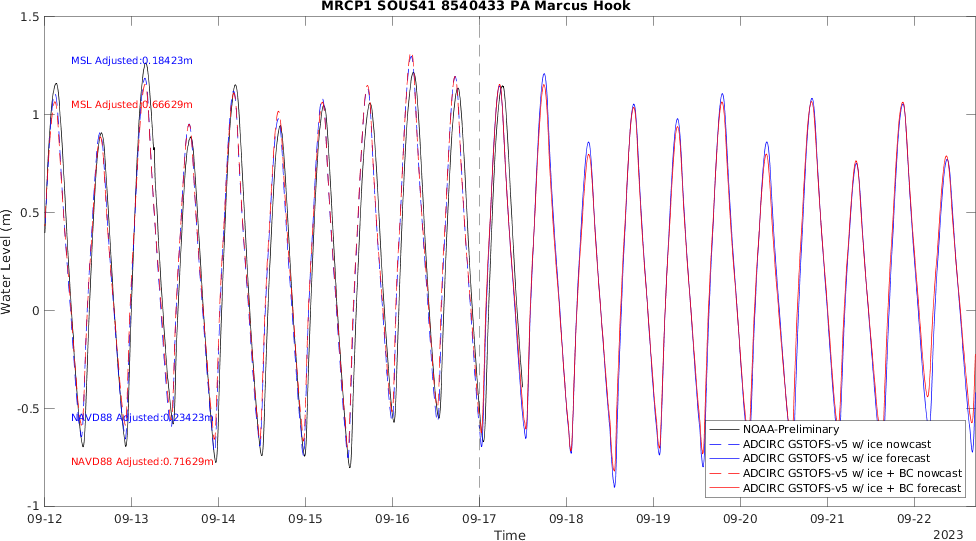 MRCP1 SOUS41 8540433 PA Marcus Hook
1.5
MSL Adjusted:0.18423m
MSL Adjusted:0.66629m
1
0.5
Water Level (m)
0
-0.5
NAVD88 Adjusted:0.23423m
NAVD88 Adjusted:0.71629m
NOAA-Preliminary
ADCIRC GSTOFS-v5 w/ ice nowcast
ADCIRC GSTOFS-v5 w/ ice forecast
ADCIRC GSTOFS-v5 w/ ice + BC nowcast
ADCIRC GSTOFS-v5 w/ ice + BC forecast
-1
09-12 09-13 09-14 09-15 09-16 09-17 09-18 09-19 09-20 09-21 09-22
Time
2023